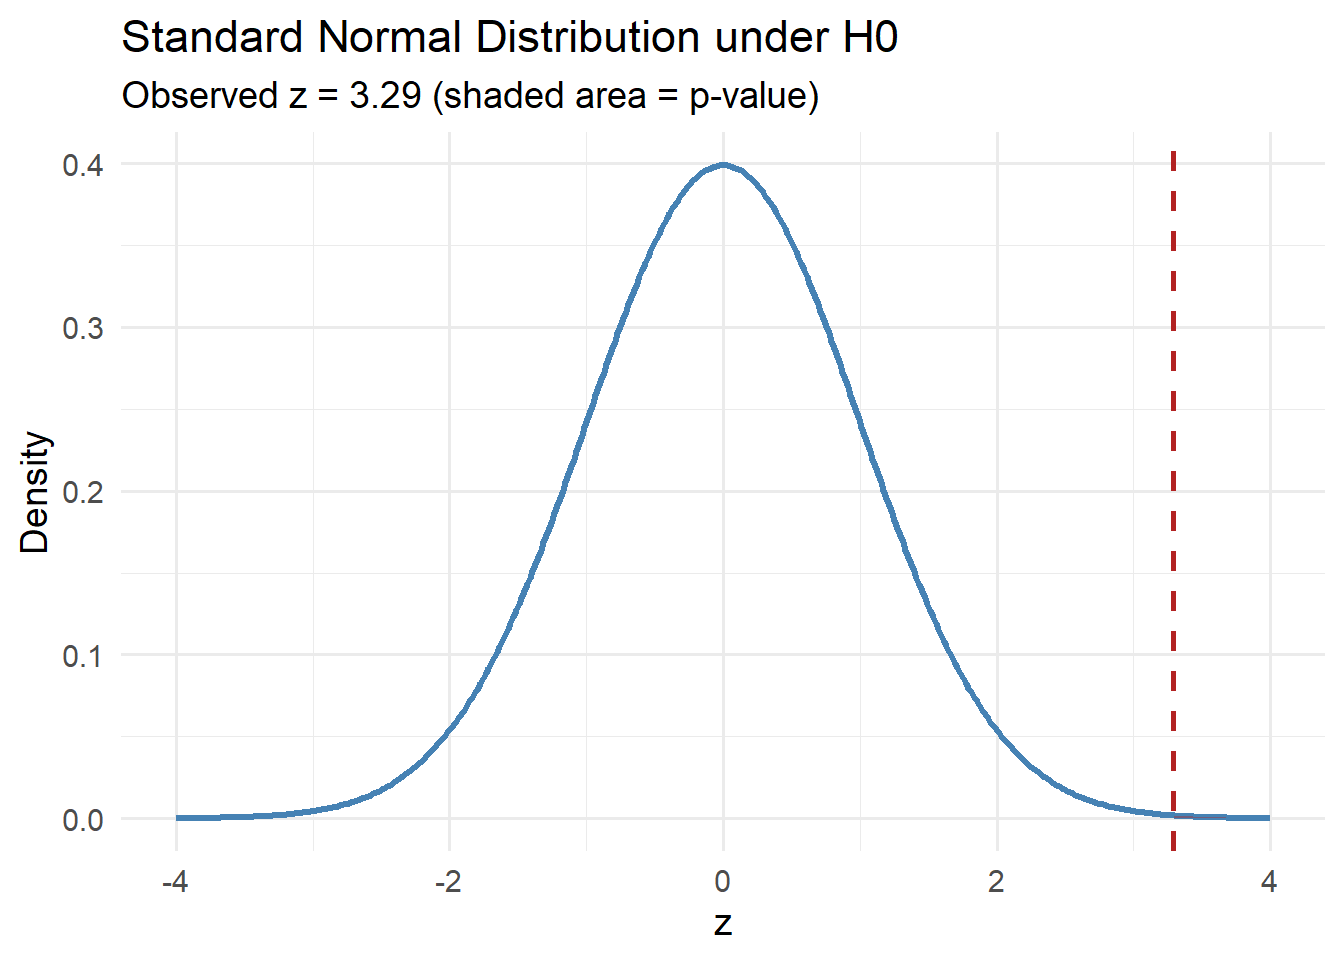 Standard Normal Distribution under H0
Observed z = 3.29 (shaded area = p-value)
0.4
0.3
0.2
0.1
0.0
Density
-4
-2
0
2
4
z